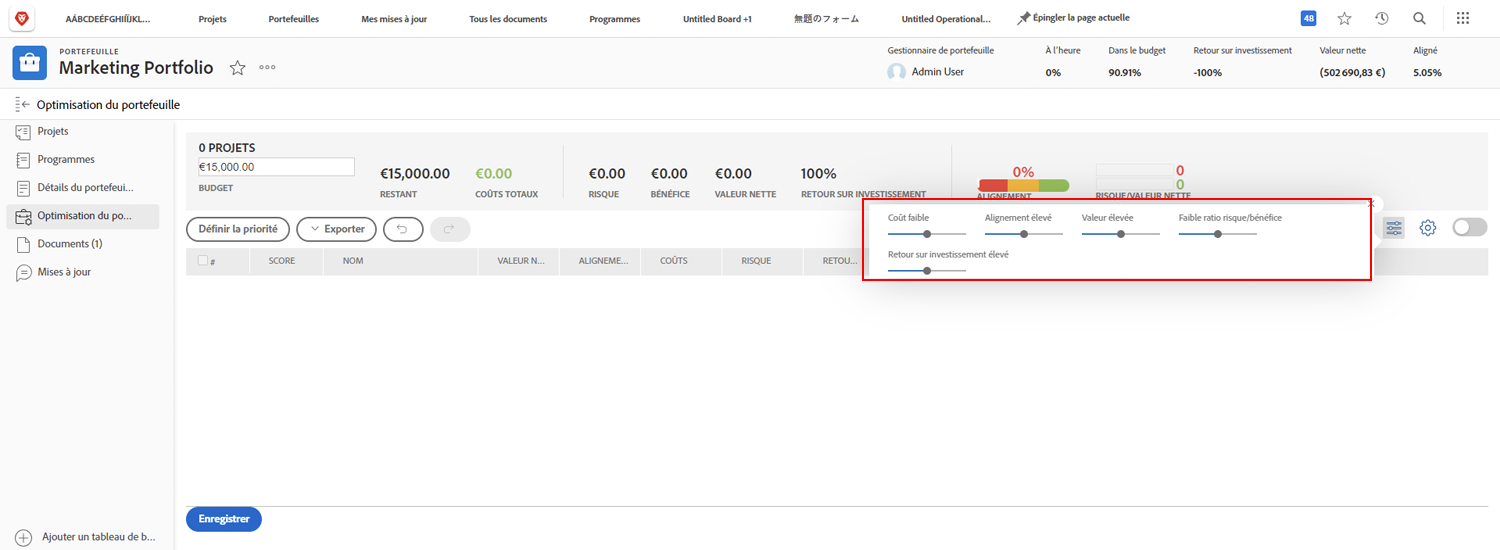 AÁBCDEÉFGHIÍÏJKL...
Projets
Portefeuilles
Mes mises à jour
Tous les documents
Programmes
Untitled Board +1
無題のフォーム
Untitled Operational...
Épingler la page actuelle
48
PORTEFEUILLE
Marketing Portfolio
Gestionnaire de portefeuille
Admin User
À l'heure
0%
Dans le budget
90.91%
Retour sur investissement
-100%
Valeur nette
(502 690,83 €)
Aligné
5.05%
Optimisation du portefeuille
Projets
Programmes
Détails du portefeui...
Optimisation du po...
Documents (1)
Mises à jour
Ajouter un tableau de b...
0 PROJETS
€15,000.00
BUDGET
€15,000.00
RESTANT
€0.00
COÛTS TOTAUX
€0.00
RISQUE
€0.00
BÉNÉFICE
€0.00
VALEUR NETTE
100%
RETOUR SUR INVESTISSEMENT
0%
ALIGNEMENT
0
0
RISQUE/VALEUR NETTE
Définir la priorité
Exporter
Coût faible
Alignement élevé
Valeur élevée
Faible ratio risque/bénéfice
Retour sur investissement élevé
#
SCORE
NOM
VALEUR N...
ALIGNEME...
COÛTS
RISQUE
RETOU...
Enregistrer